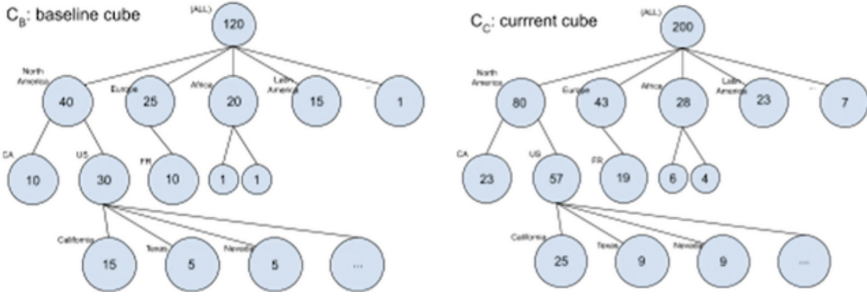 C_B: baseline cube
(ALL)
120
North
America
40
Europe
25
Africa
20
Latin
America
15
...
1
CA
10
US
30
FR
10
1
1
California
15
Texas
5
Nevada
5
...
C_C: currrent cube
(ALL)
200
North
America
80
Europe
43
Africa
28
Latin
America
23
...
7
CA
23
US
57
FR
19
6
4
California
25
Texas
9
Nevada
9
...